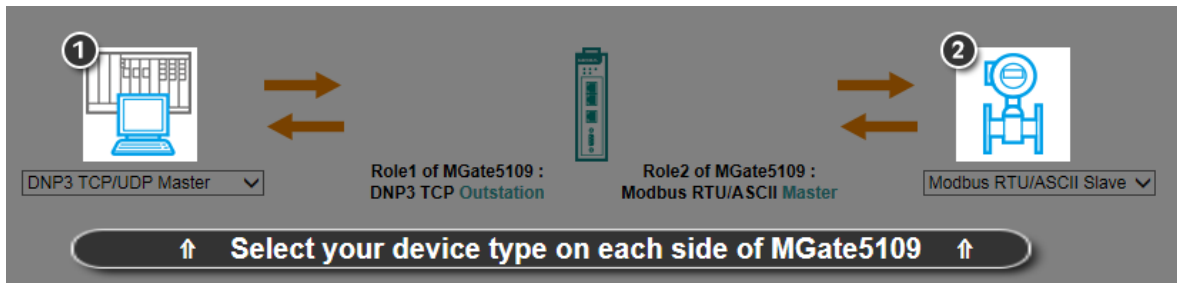 1
2
DNP3 TCP/UDP Master
Role1 of MGate5109 :
DNP3 TCP Outstation
Role2 of MGate5109 :
Modbus RTU/ASCII Master
Modbus RTU/ASCII Slave
⇑ Select your device type on each side of MGate5109 ⇑